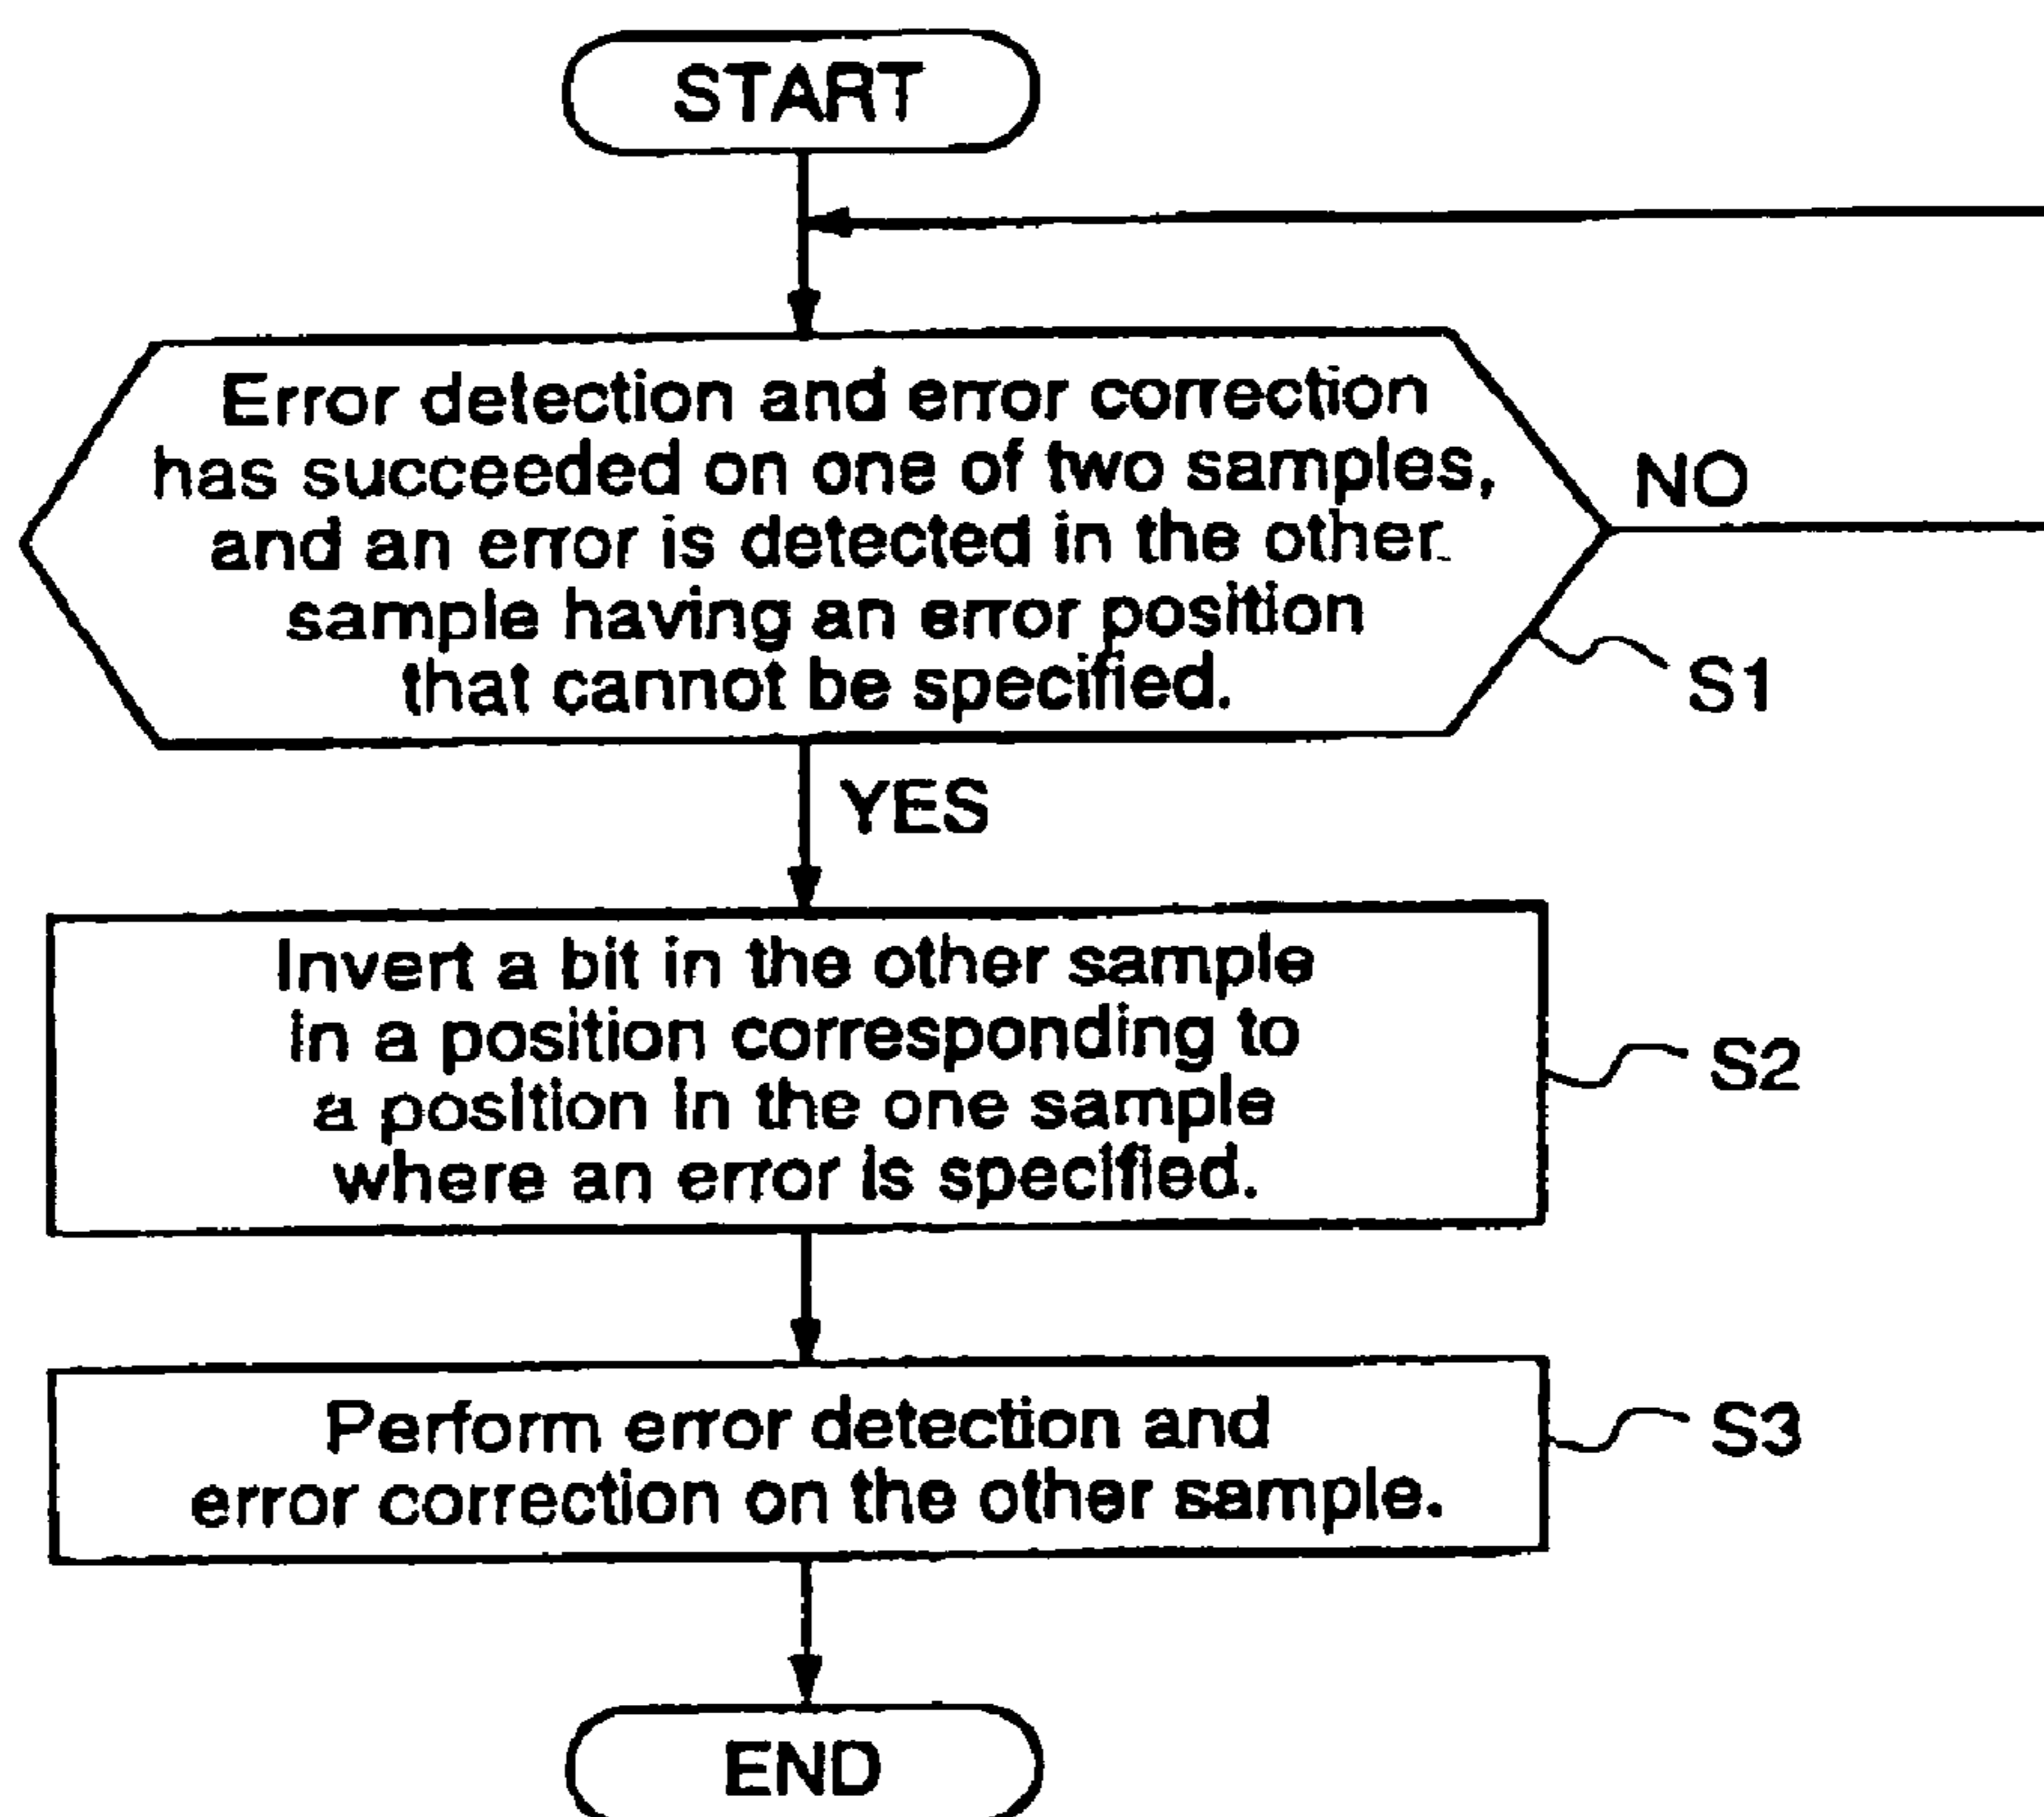 START
Error detection and error correction
has succeeded on one of two samples,
and an error is detected in the other
sample having an error position
that cannot be specified.
NO
S1
YES
Invert a bit in the other sample
in a position corresponding to
a position in the one sample
where an error is specified.
S2
Perform error detection and
error correction on the other sample.
S3
END